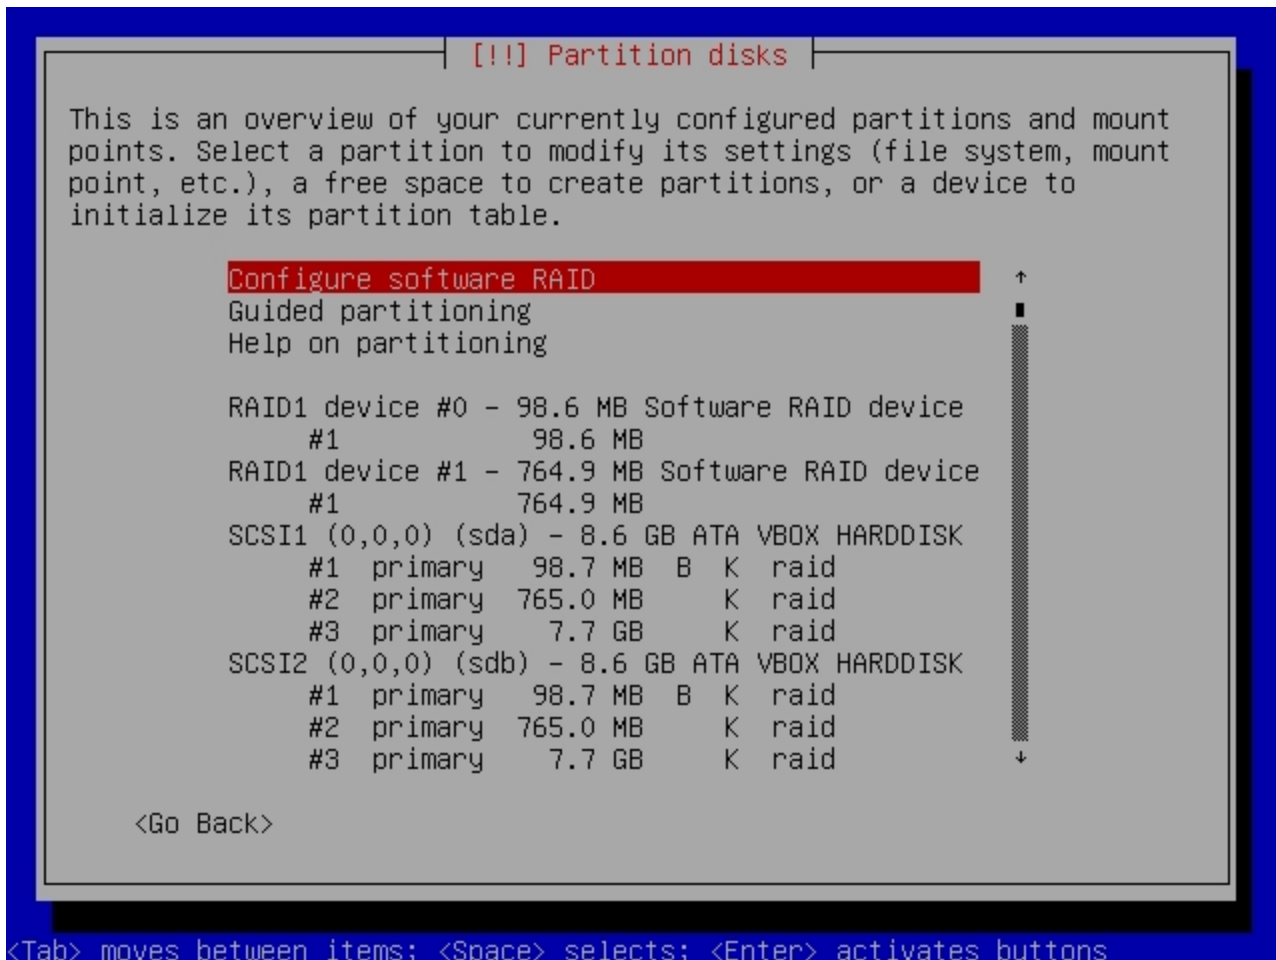 [!!] Partition disks
This is an overview of your currently configured partitions and mount
points. Select a partition to modify its settings (file system, mount
point, etc.), a free space to create partitions, or a device to
initialize its partition table.
Configure software RAID
Guided partitioning
Help on partitioning
RAID1 device #0 - 98.6 MB Software RAID device
#1 98.6 MB
RAID1 device #1 - 764.9 MB Software RAID device
#1 764.9 MB
SCSI1 (0,0,0) (sda) - 8.6 GB ATA VBOX HARDDISK
#1 primary 98.7 MB B K raid
#2 primary 765.0 MB K raid
#3 primary 7.7 GB K raid
SCSI2 (0,0,0) (sdb) - 8.6 GB ATA VBOX HARDDISK
#1 primary 98.7 MB B K raid
#2 primary 765.0 MB K raid
#3 primary 7.7 GB K raid
<Go Back>
<Tab> moves between items; <Space> selects; <Enter> activates buttons